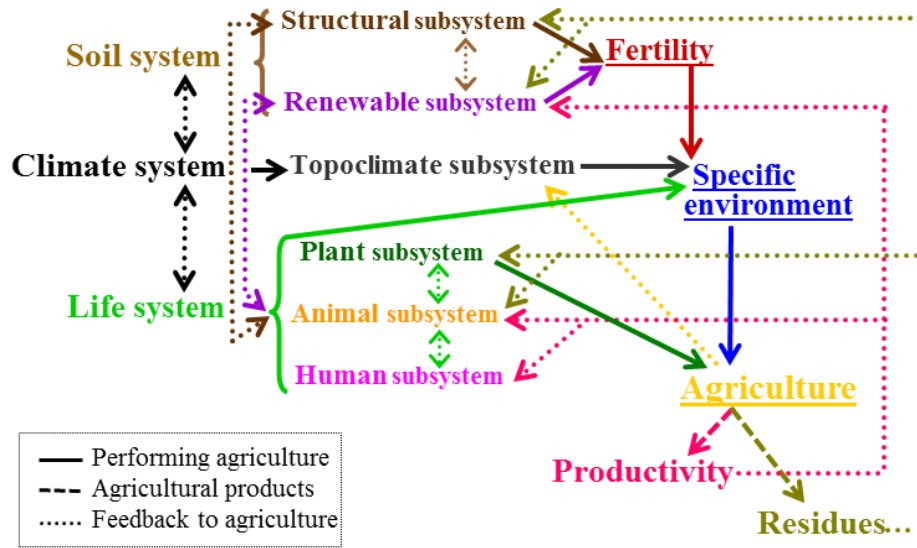 Structural subsystem
Soil system
Fertility
Renewable subsystem
Climate system
Topoclimate subsystem
Specific
environment
Plant subsystem
Life system
Animal subsystem
Human subsystem
Agriculture
Performing agriculture
Agricultural products
Feedback to agriculture
Productivity
Residues